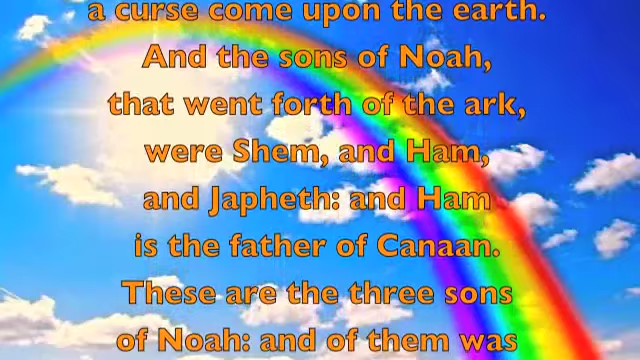 a curse come upon the earth.
And the sons of Noah,
that went forth of the ark,
were Shem, and Ham,
and Japheth: and Ham
is the father of Canaan.
These are the three sons
of Noah: and of them was